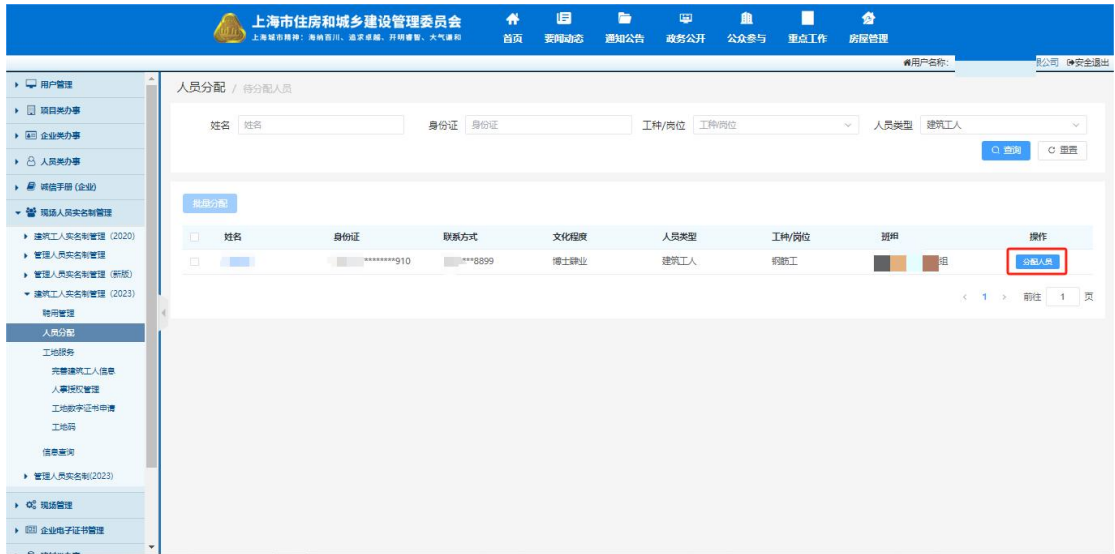 上海市住房和城乡建设管理委员会
上海城市精神：海纳百川、追求卓越、开明睿智、大气谦和
首页 要闻动态 通知公告 政务公开 公众参与 重点工作 房屋管理
用户名称： 限公司 安全退出
用户管理
项目类办事
企业类办事
人员类办事
诚信手册(企业)
现场人员实名制管理
建筑工人实名制管理（2020）
管理人员实名制管理
管理人员实名制管理（新版）
建筑工人实名制管理（2023）
聘用管理
人员分配
工地服务
完善建筑工人信息
人事授权管理
工地数字证书申请
工地码
信息查询
管理人员实名制(2023)
现场管理
企业电子证书管理
人员分配 / 待分配人员
姓名 姓名 身份证 身份证 工种/岗位 工种/岗位 人员类型 建筑工人
查询 重置
批量分配
姓名 身份证 联系方式 文化程度 人员类型 工种/岗位 班组 操作
********910 ***8899 博士肄业 建筑工人 钢筋工 组 分配人员
< 1 > 前往 1 页